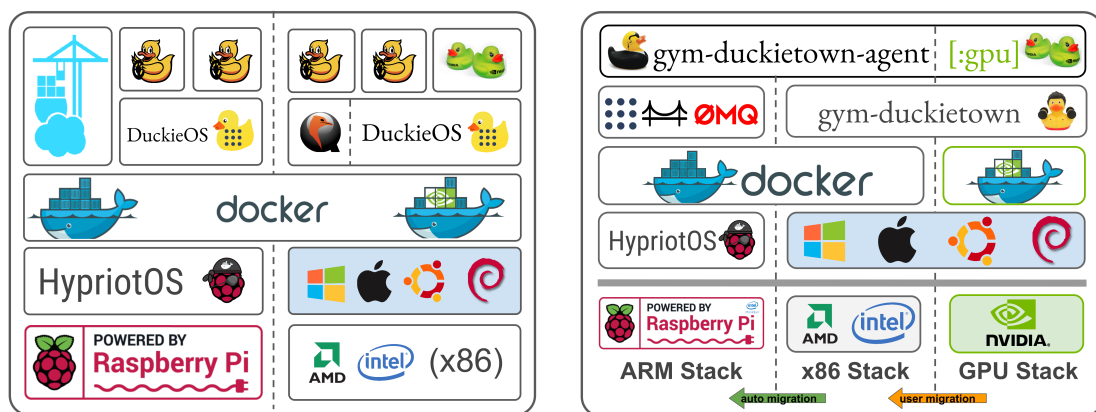 DuckieOS
DuckieOS
docker
HypriotOS
POWERED BY
Raspberry Pi
AMD
intel
(x86)
gym-duckietown-agent
[:gpu]
ØMQ
gym-duckietown
docker
HypriotOS
POWERED BY
Raspberry Pi
AMD
intel
NVIDIA.
ARM Stack
x86 Stack
GPU Stack
auto migration
user migration